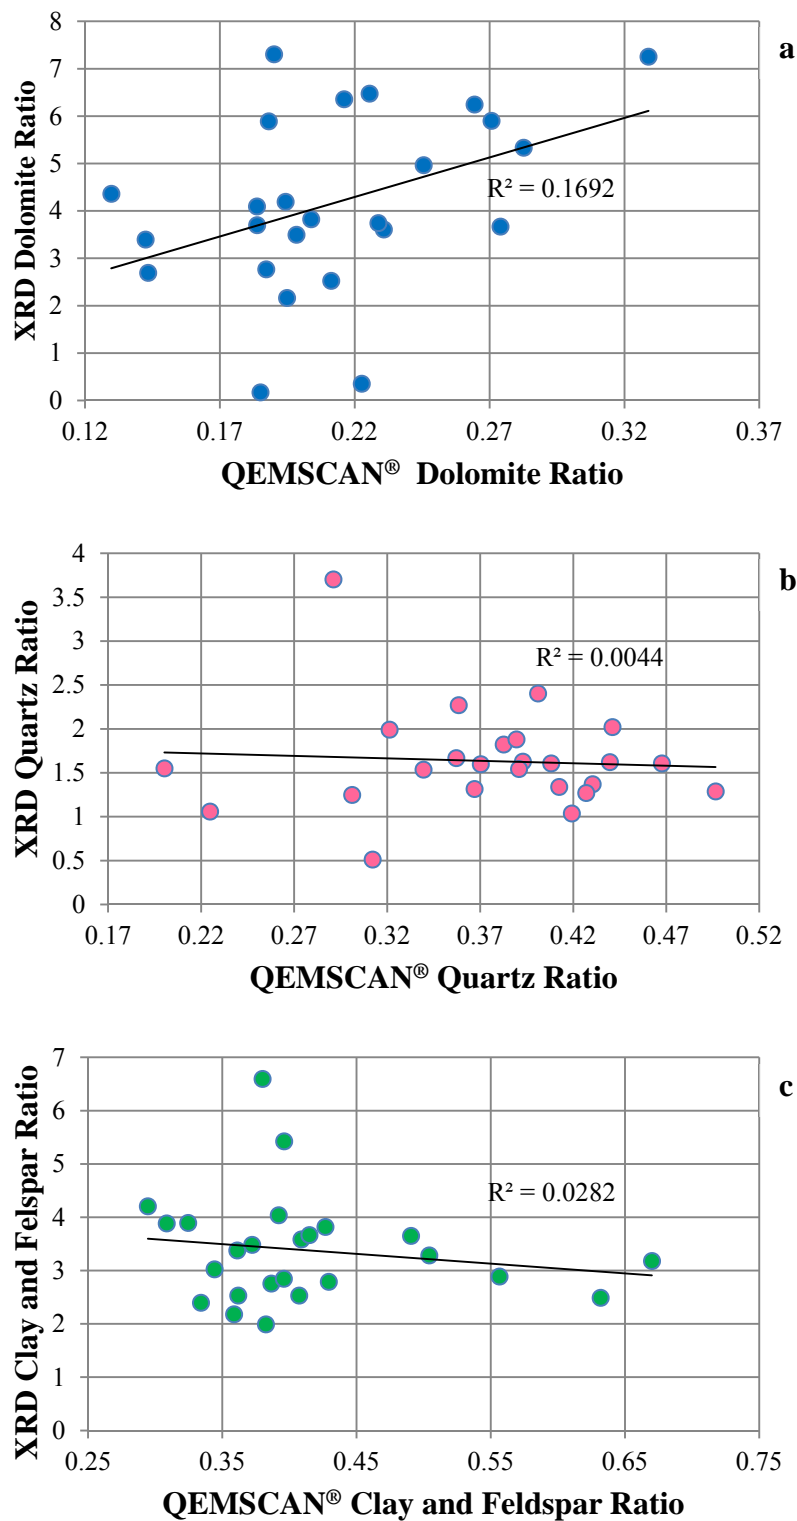 a
8
7
6
5
4
3
2
1
0
XRD Dolomite Ratio
R² = 0.1692
0.12 0.17 0.22 0.27 0.32 0.37
QEMSCAN® Dolomite Ratio
b
4
3.5
3
2.5
2
1.5
1
0.5
0
XRD Quartz Ratio
R² = 0.0044
0.17 0.22 0.27 0.32 0.37 0.42 0.47 0.52
QEMSCAN® Quartz Ratio
c
7
6
5
4
3
2
1
0
XRD Clay and Felspar Ratio
R² = 0.0282
0.25 0.35 0.45 0.55 0.65 0.75
QEMSCAN® Clay and Feldspar Ratio